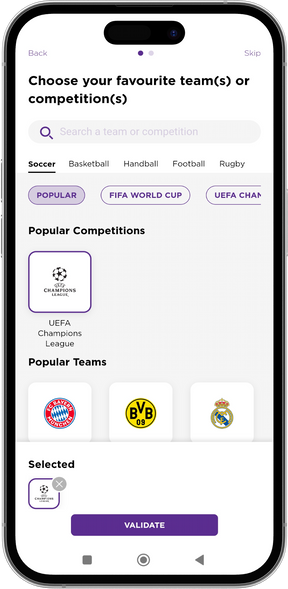 Back Skip
Choose your favourite team(s) or
competition(s)
Search a team or competition
Soccer Basketball Handball Football Rugby
POPULAR FIFA WORLD CUP UEFA CHAM
Popular Competitions
UEFA
CHAMPIONS
LEAGUE
UEFA
Champions
League
Popular Teams
FC BAYERN
MÜNCHEN
BVB
09
Selected
CHAMPIONS
LEAGUE
VALIDATE